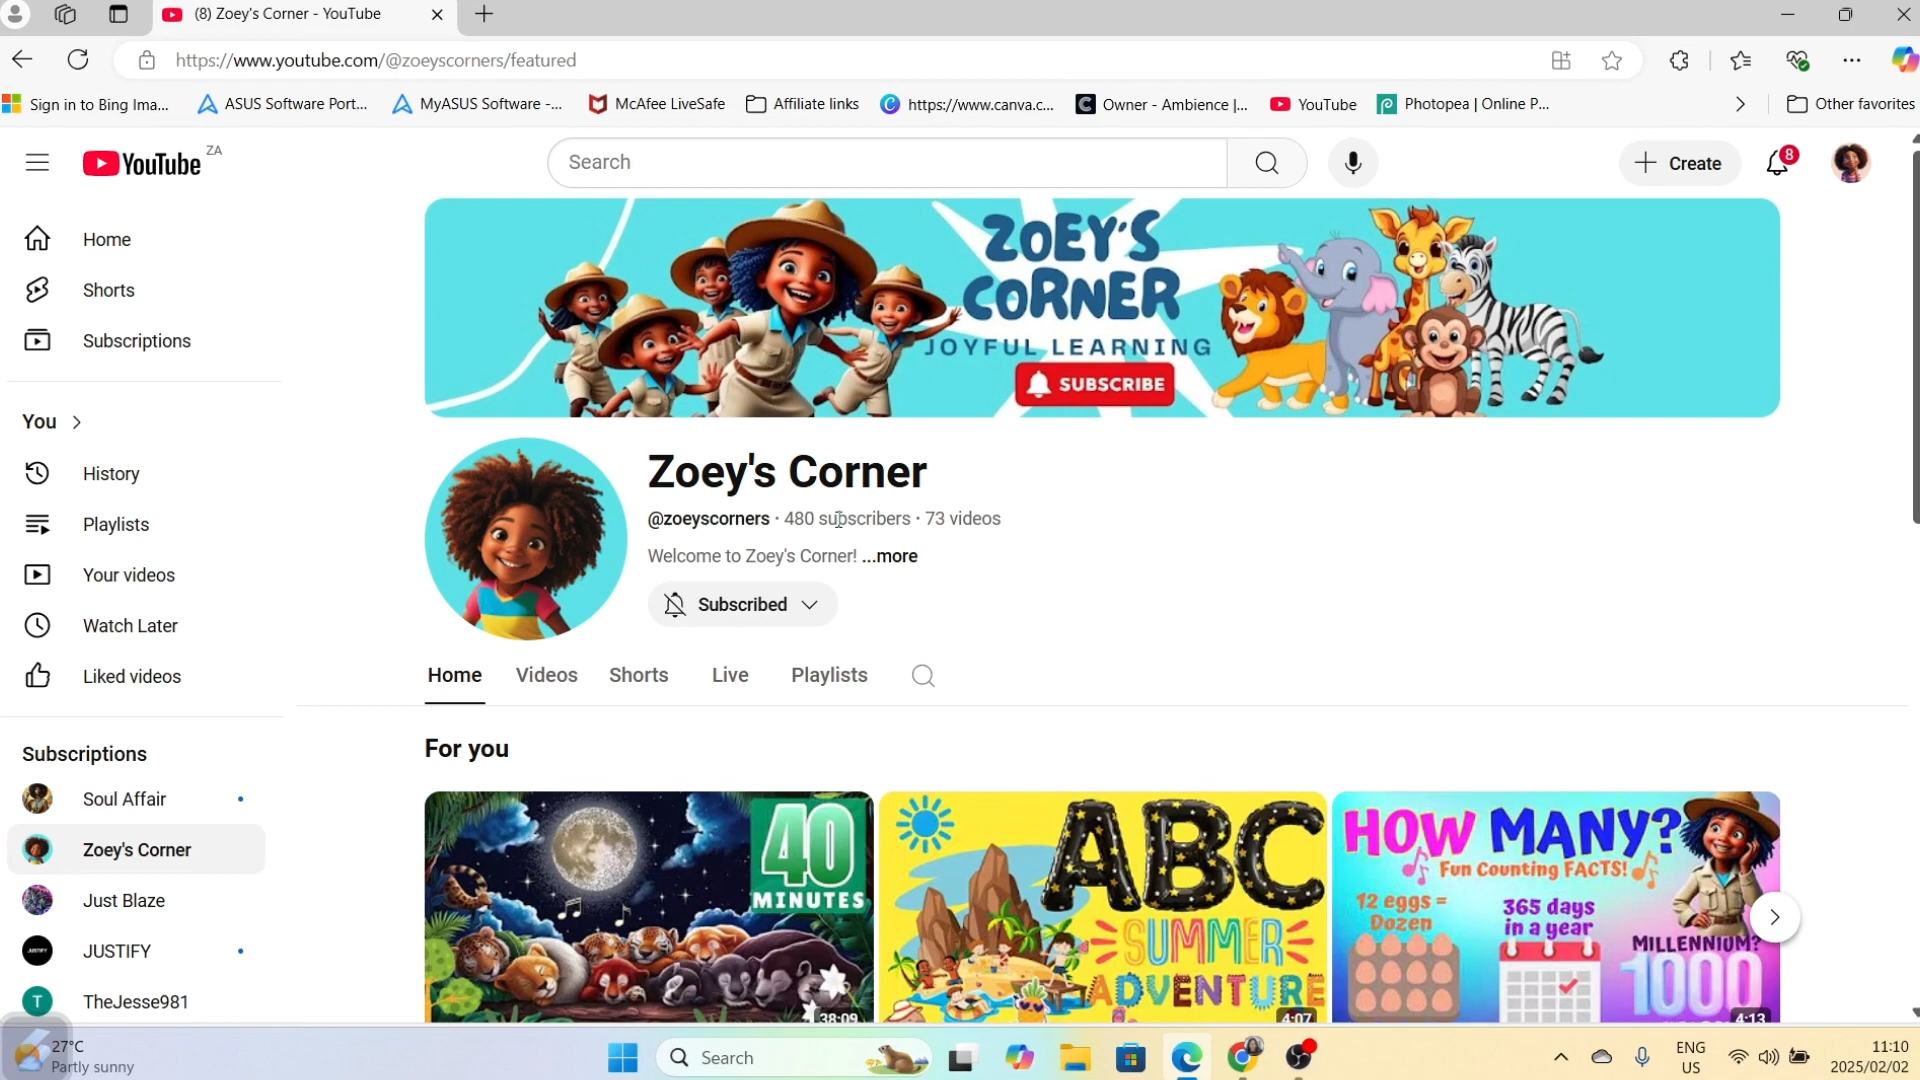 (8) Zoey's Corner - YouTube
https://www.youtube.com/@zoeyscorners/featured
Sign in to Bing Ima...
ASUS Software Port...
MyASUS Software -...
McAfee LiveSafe
Affiliate links
https://www.canva.c...
Owner - Ambience |...
YouTube
Photopea | Online P...
Other favorites
YouTube ZA
Search
Create
8
Home
Shorts
Subscriptions
You
History
Playlists
Your videos
Watch Later
Liked videos
Subscriptions
Soul Affair
Zoey's Corner
Just Blaze
JUSTIFY
T
TheJesse981
ZOEY'S
CORNER
JOYFUL LEARNING
SUBSCRIBE
Zoey's Corner
@zoeyscorners · 480 subscribers · 73 videos
Welcome to Zoey's Corner! ...more
Subscribed
Home
Videos
Shorts
Live
Playlists
For you
40
MINUTES
38:09
ABC
SUMMER
ADVENTURE
4:07
HOW MANY?
Fun Counting FACTS!
12 eggs =
Dozen
365 days
in a year
MILLENNIUM?
1000
4:13
27°C
Partly sunny
Search
ENG
US
11:10
2025/02/02